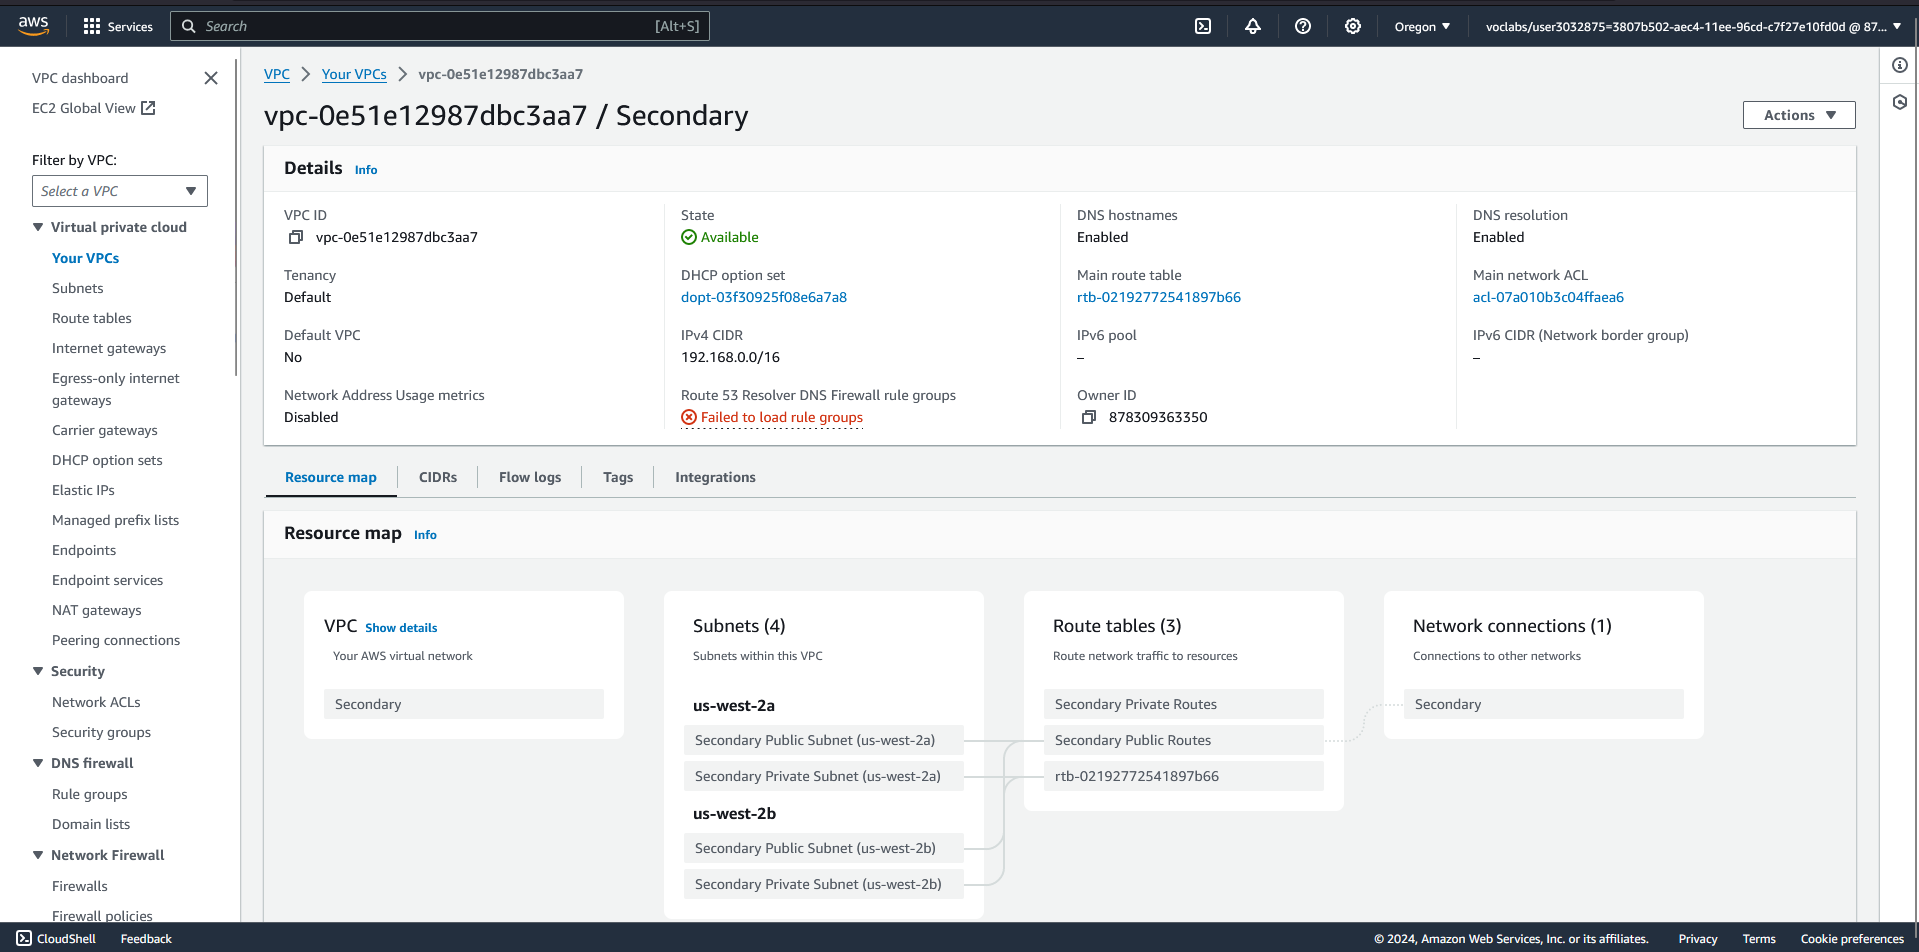 aws
Services
Search
[Alt+S]
Oregon
voclabs/user3032875=3807b502-aec4-11ee-96cd-c7f27e10fd0d @ 87...
VPC dashboard
EC2 Global View
Filter by VPC:
Select a VPC
Virtual private cloud
Your VPCs
Subnets
Route tables
Internet gateways
Egress-only internet
gateways
Carrier gateways
DHCP option sets
Elastic IPs
Managed prefix lists
Endpoints
Endpoint services
NAT gateways
Peering connections
Security
Network ACLs
Security groups
DNS firewall
Rule groups
Domain lists
Network Firewall
Firewalls
Firewall policies
VPC > Your VPCs > vpc-0e51e12987dbc3aa7
vpc-0e51e12987dbc3aa7 / Secondary
Actions
Details Info
VPC ID
vpc-0e51e12987dbc3aa7
State
Available
DNS hostnames
Enabled
DNS resolution
Enabled
Tenancy
Default
DHCP option set
dopt-03f30925f08e6a7a8
Main route table
rtb-02192772541897b66
Main network ACL
acl-07a010b3c04ffaea6
Default VPC
No
IPv4 CIDR
192.168.0.0/16
IPv6 pool
–
IPv6 CIDR (Network border group)
–
Network Address Usage metrics
Disabled
Route 53 Resolver DNS Firewall rule groups
Failed to load rule groups
Owner ID
878309363350
Resource map
CIDRs
Flow logs
Tags
Integrations
Resource map Info
VPC Show details
Your AWS virtual network
Secondary
Subnets (4)
Subnets within this VPC
us-west-2a
Secondary Public Subnet (us-west-2a)
Secondary Private Subnet (us-west-2a)
us-west-2b
Secondary Public Subnet (us-west-2b)
Secondary Private Subnet (us-west-2b)
Route tables (3)
Route network traffic to resources
Secondary Private Routes
Secondary Public Routes
rtb-02192772541897b66
Network connections (1)
Connections to other networks
Secondary
CloudShell
Feedback
© 2024, Amazon Web Services, Inc. or its affiliates.
Privacy
Terms
Cookie preferences